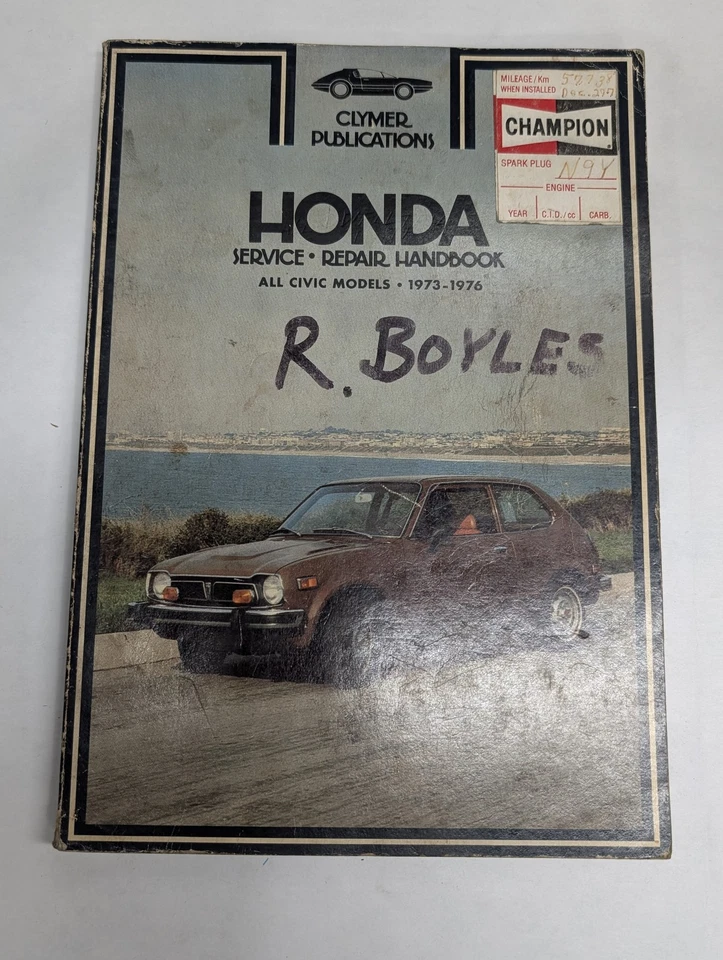 CLYMER
PUBLICATIONS
MILEAGE/Km
WHEN INSTALLED
CHAMPION
SPARK PLUG N9Y
ENGINE
YEAR C.I.D./cc CARB.
HONDA
SERVICE • REPAIR HANDBOOK
ALL CIVIC MODELS • 1973-1976
R. BOYLES